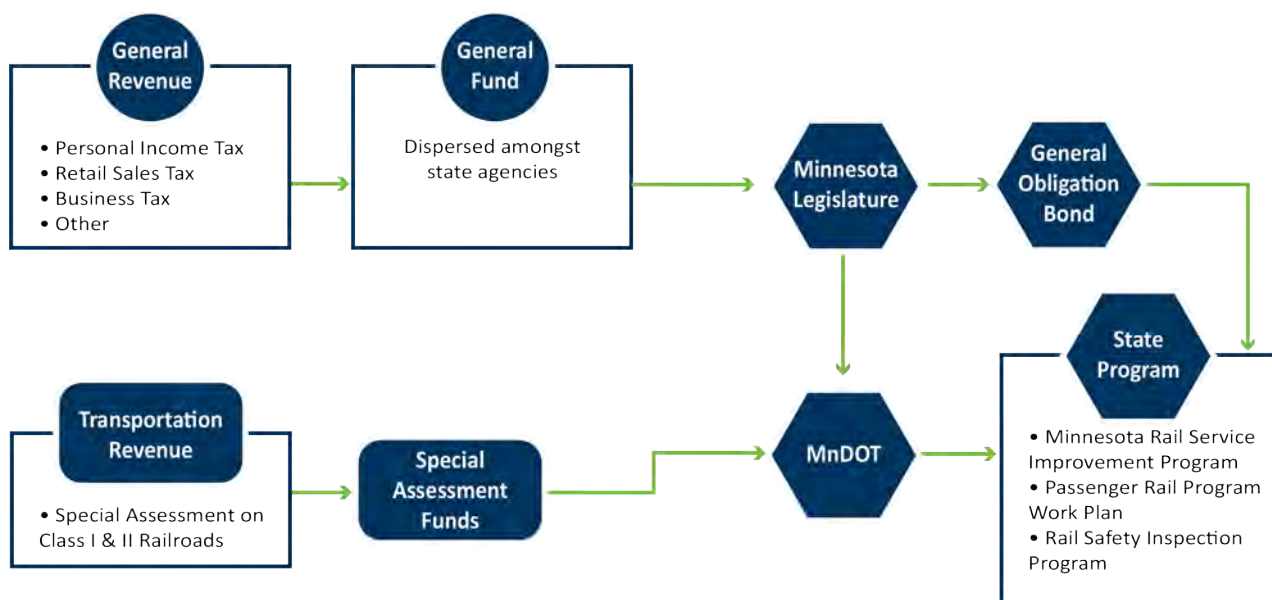 General
Revenue
• Personal Income Tax
• Retail Sales Tax
• Business Tax
• Other
General
Fund
Dispersed amongst
state agencies
Minnesota
Legislature
General
Obligation
Bond
Transportation
Revenue
• Special Assessment on
Class I & II Railroads
Special
Assessment
Funds
MnDOT
State
Program
• Minnesota Rail Service
Improvement Program
• Passenger Rail Program
Work Plan
• Rail Safety Inspection
Program